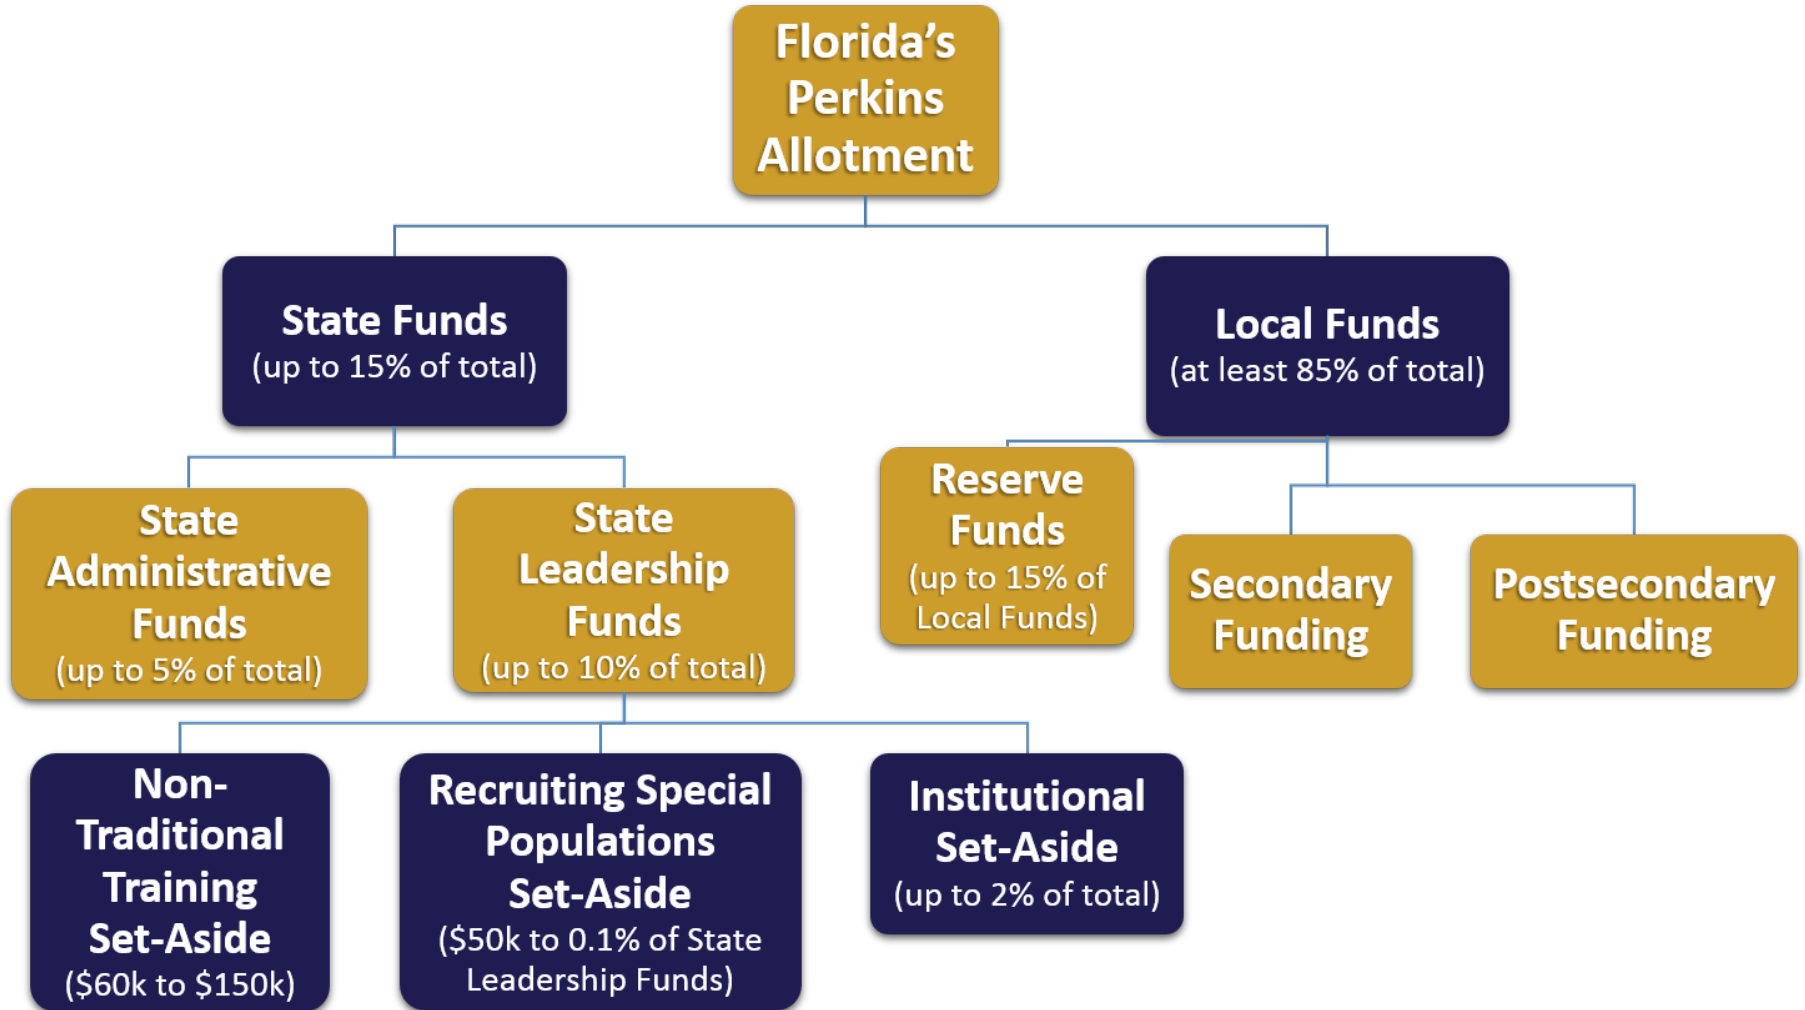 Florida’s
Perkins
Allotment
State Funds
(up to 15% of total)
Local Funds
(at least 85% of total)
State
Administrative
Funds
(up to 5% of total)
State
Leadership
Funds
(up to 10% of total)
Reserve
Funds
(up to 15% of
Local Funds)
Secondary
Funding
Postsecondary
Funding
Non-
Traditional
Training
Set-Aside
($60k to $150k)
Recruiting Special
Populations
Set-Aside
($50k to 0.1% of State
Leadership Funds)
Institutional
Set-Aside
(up to 2% of total)